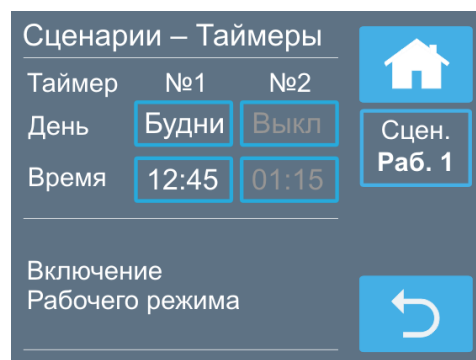 Сценарии – Таймеры
Таймер №1 №2
День Будни Выкл
Время 12:45 01:15
Сцен.
Раб. 1
Включение
Рабочего режима